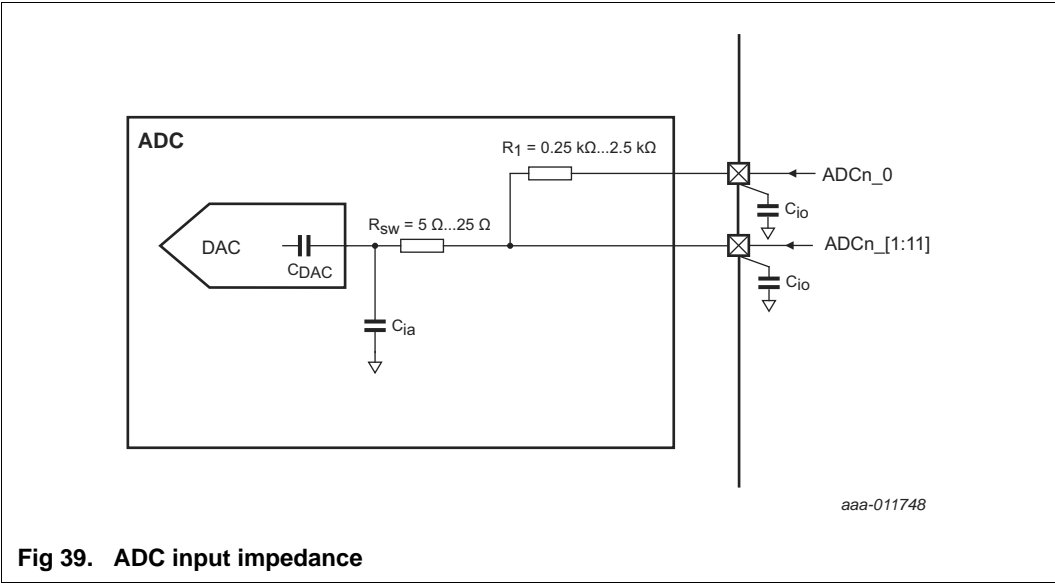 ADC
R1 = 0.25 kΩ...2.5 kΩ
ADCn_0
Cio
Rsw = 5 Ω...25 Ω
DAC
CDAC
ADCn_[1:11]
Cio
Cia
aaa-011748
Fig 39. ADC input impedance